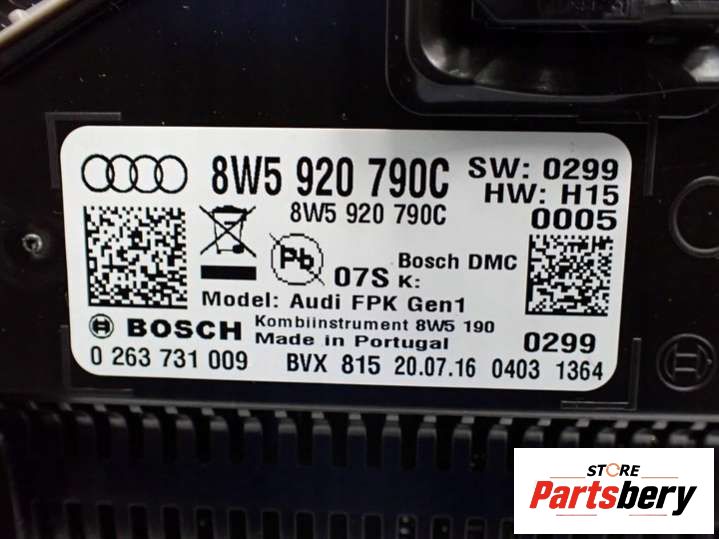 8W5 920 790C
SW: 0299
HW: H15
8W5 920 790C
0005
Pb
07S
Bosch DMC
K:
Model: Audi FPK Gen1
BOSCH
Kombiinstrument 8W5 190
Made in Portugal
0299
0 263 731 009
BVX 815 20.07.16 0403 1364
STORE
Partsbery